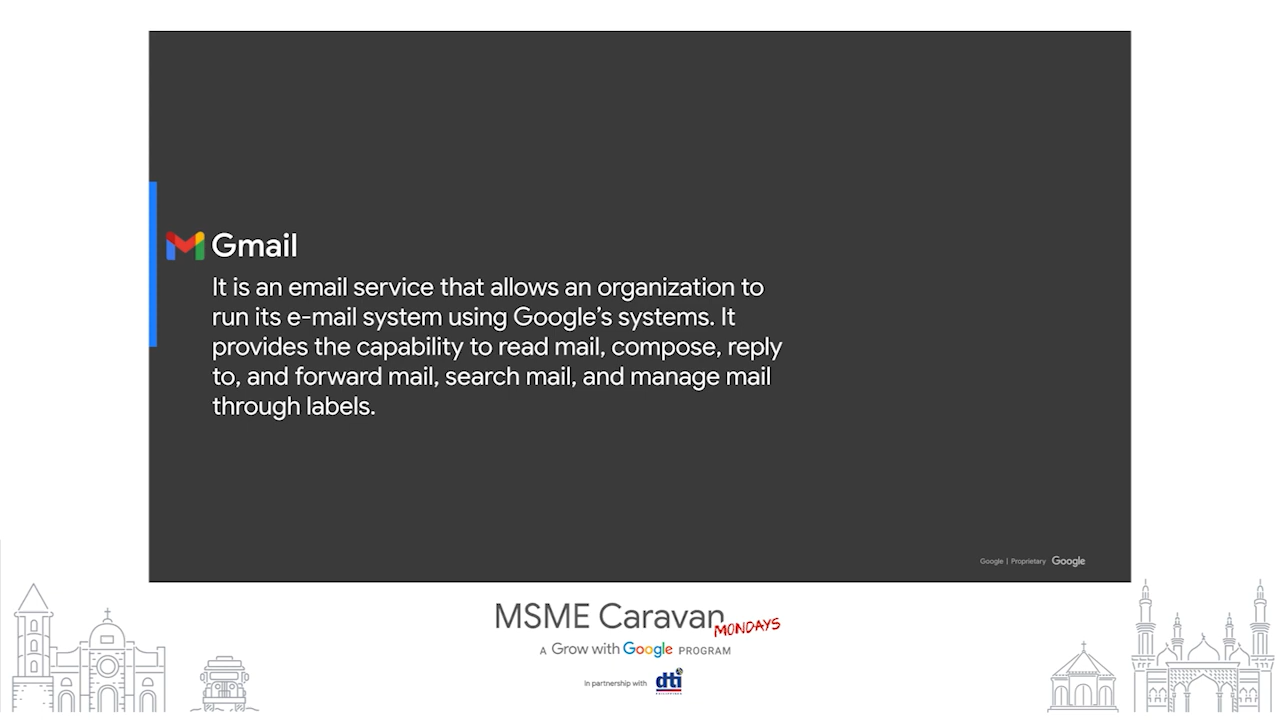 Gmail
It is an email service that allows an organization to
run its e-mail system using Google’s systems. It
provides the capability to read mail, compose, reply
to, and forward mail, search mail, and manage mail
through labels.
Google | Proprietary Google
MSME Caravan
MONDAYS
A Grow with Google PROGRAM
in partnership with dti
PHILIPPINES